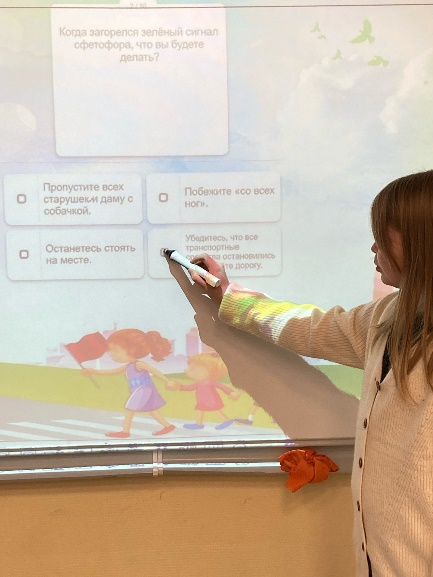 Когда загорелся зелёный сигнал
сфетофора, что вы будете
делать?
Пропустите всех
старушек и даму с
собачкой.
Побежите «со всех
ног».
Останетесь стоять
на месте.
Убедитесь, что все
транспортные
остановились
дорогу.